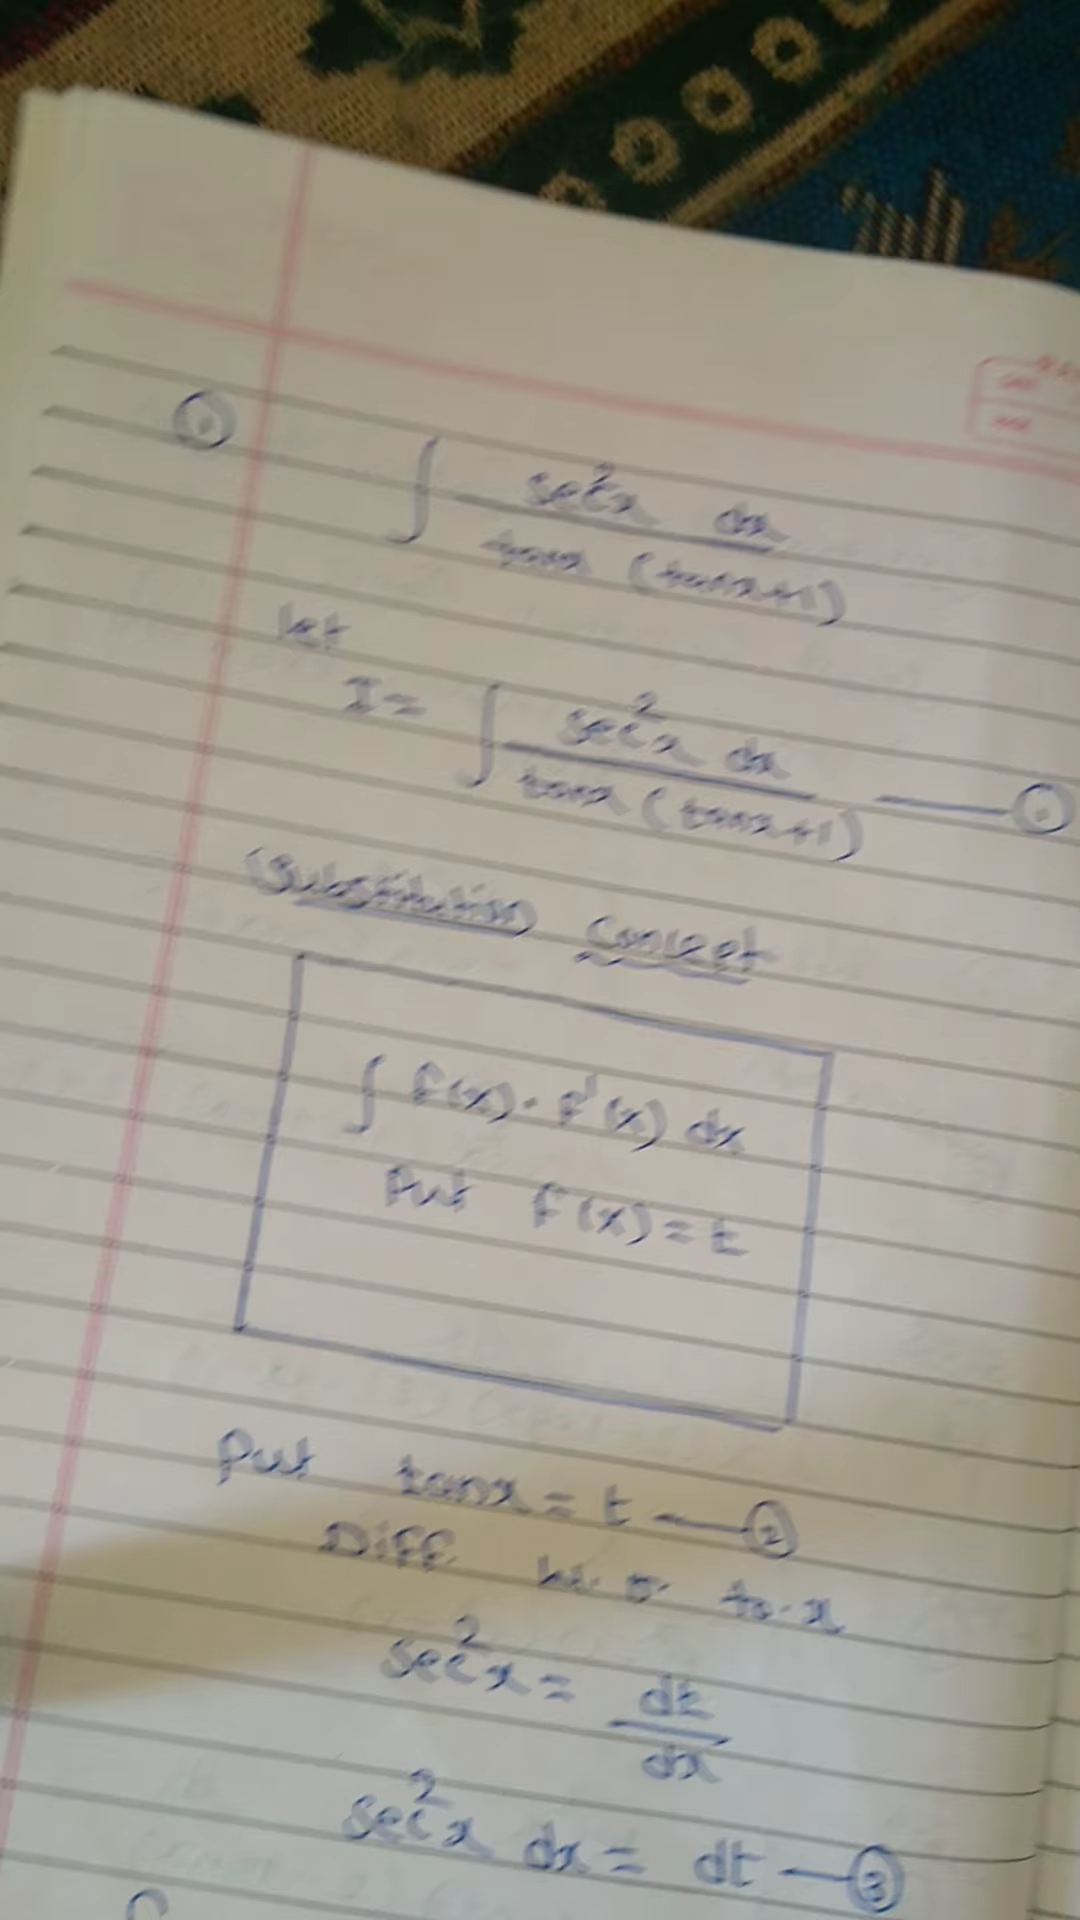 ①
∫ sec²x dx
tanx (tanx+1)
let
I = ∫ sec²x dx
tanx (tanx+1) —— ①
Substitution Concept
∫ f(x) · f'(x) dx
Put f(x) = t
Put tanx = t —— ②
Diff. w. r. to. x
sec²x = dt
dx
sec²x dx = dt —— ③